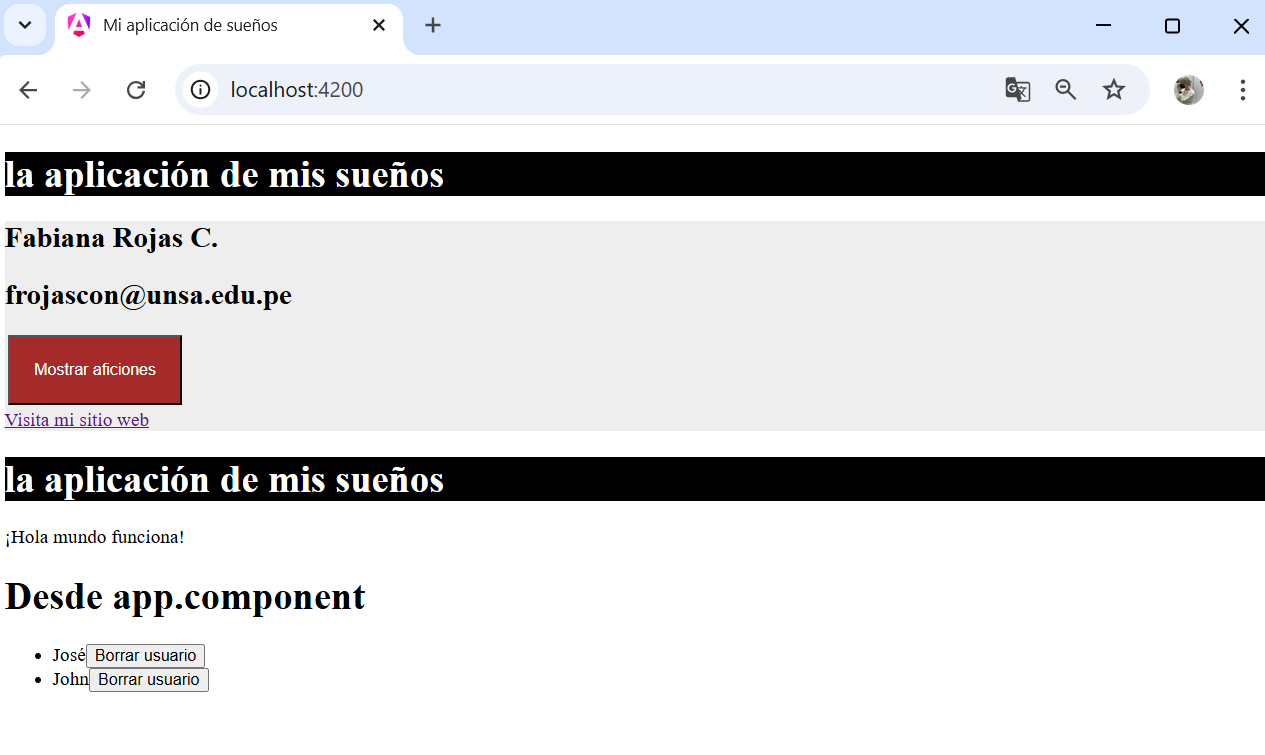 Mi aplicación de sueños
localhost:4200
la aplicación de mis sueños
Fabiana Rojas C.
frojascon@unsa.edu.pe
Mostrar aficiones
Visita mi sitio web
la aplicación de mis sueños
¡Hola mundo funciona!
Desde app.component
José Borrar usuario
John Borrar usuario